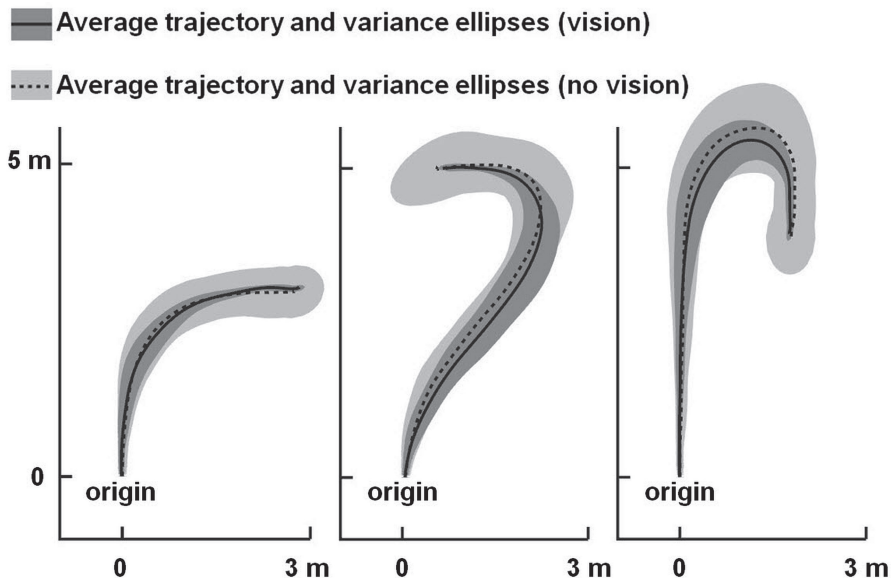 Average trajectory and variance ellipses (vision)
Average trajectory and variance ellipses (no vision)
5 m
0
origin
origin
origin
0 3 m 0 3 m 0 3 m